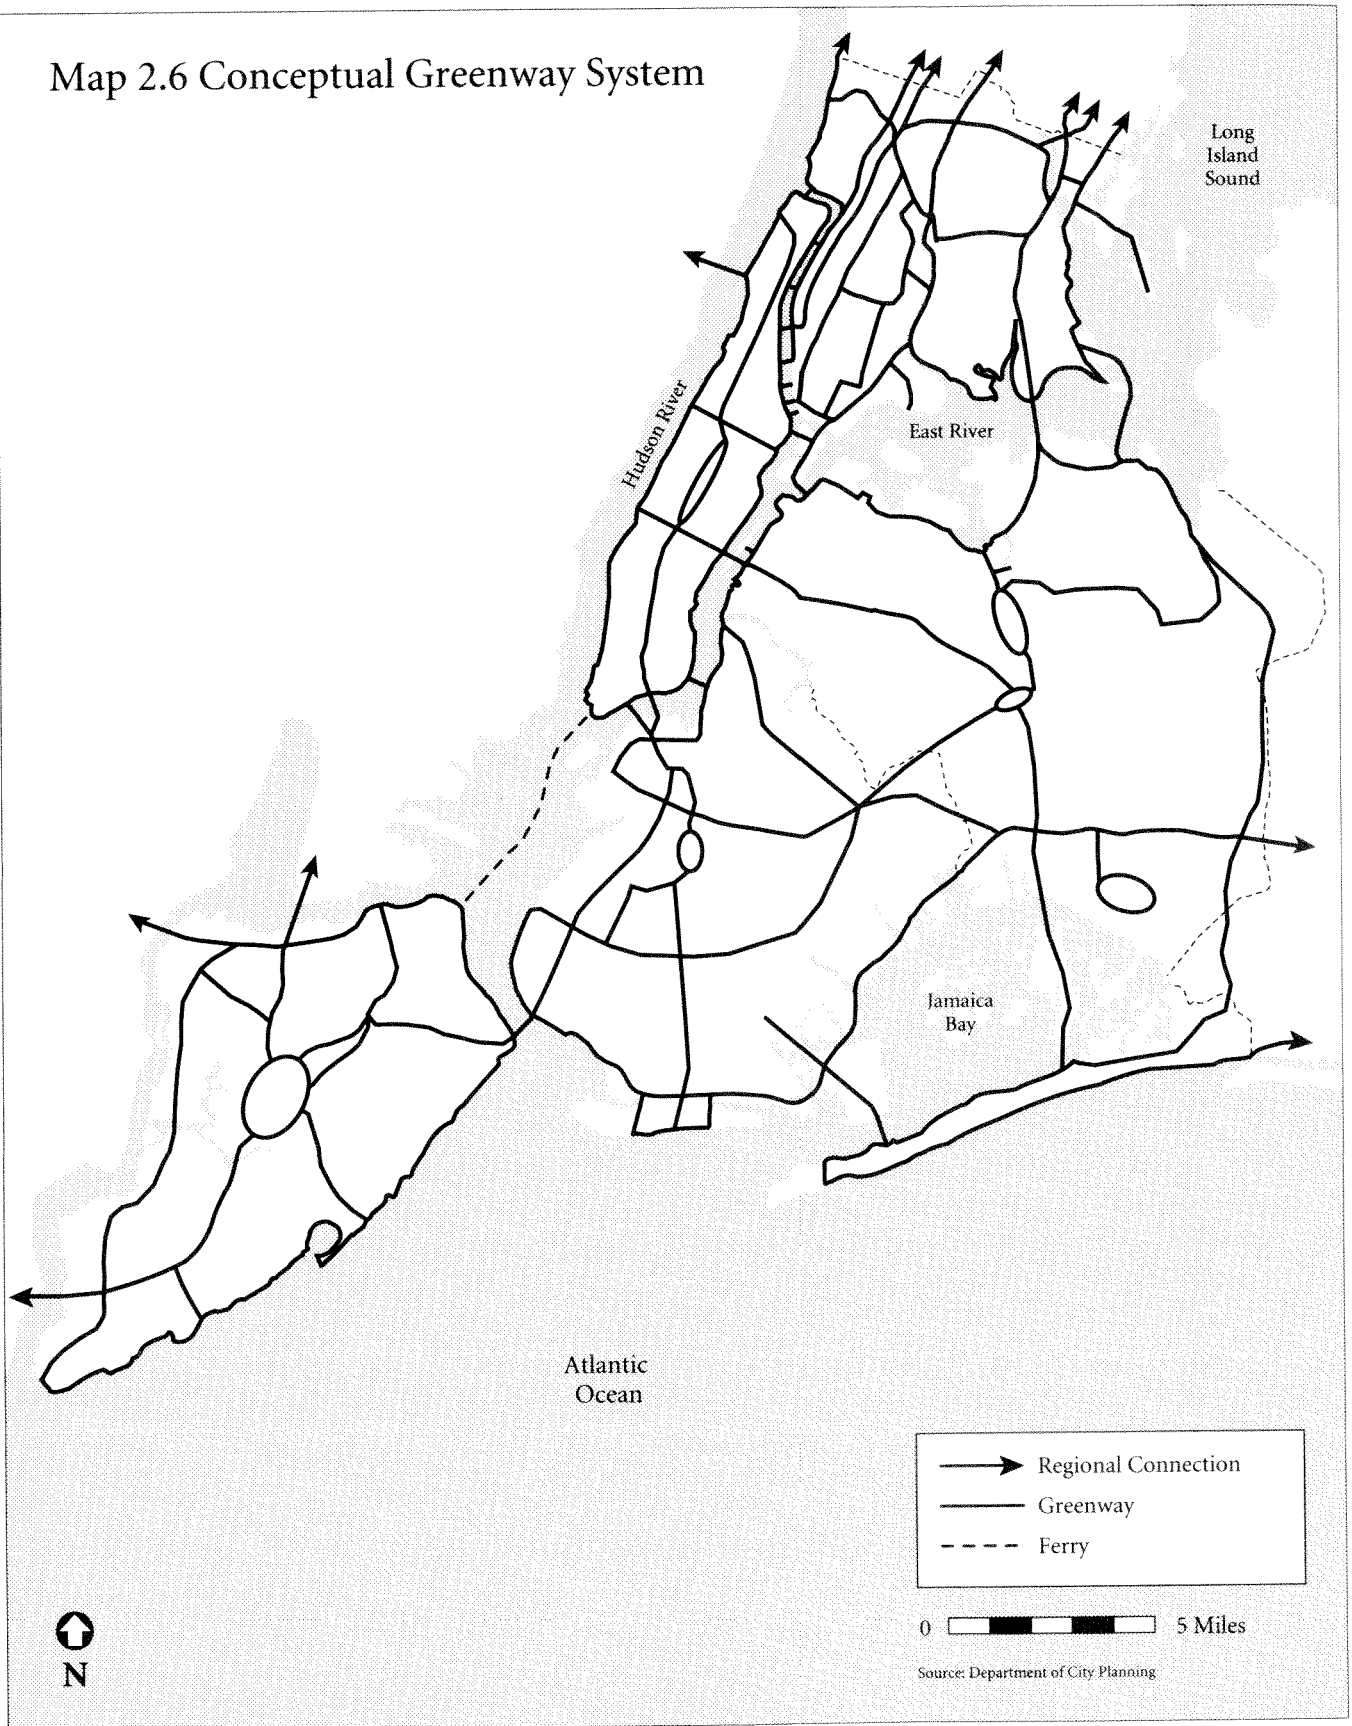 Map 2.6 Conceptual Greenway System
Long
Island
Sound
Hudson River
East River
Jamaica
Bay
Atlantic
Ocean
Regional Connection
Greenway
Ferry
0 5 Miles
Source: Department of City Planning
N